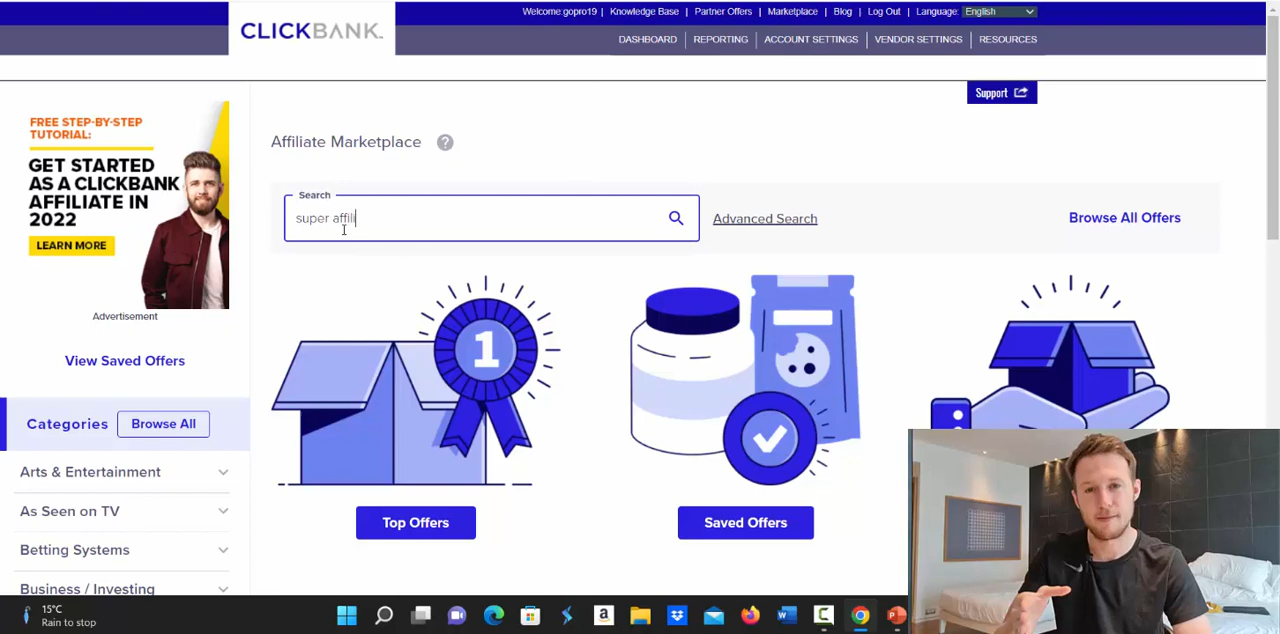 Welcome:gopro19 | Knowledge Base | Partner Offers | Marketplace | Blog | Log Out | Language: English
CLICKBANK.
DASHBOARD | REPORTING | ACCOUNT SETTINGS | VENDOR SETTINGS | RESOURCES
Support
FREE STEP-BY-STEP
TUTORIAL:
GET STARTED
AS A CLICKBANK
AFFILIATE IN
2022
LEARN MORE
Advertisement
View Saved Offers
Categories
Browse All
Arts & Entertainment
As Seen on TV
Betting Systems
Business / Investing
Affiliate Marketplace ?
Search
super affili
Advanced Search
Browse All Offers
1
Top Offers
Saved Offers
15°C
Rain to stop
a
W
C
P